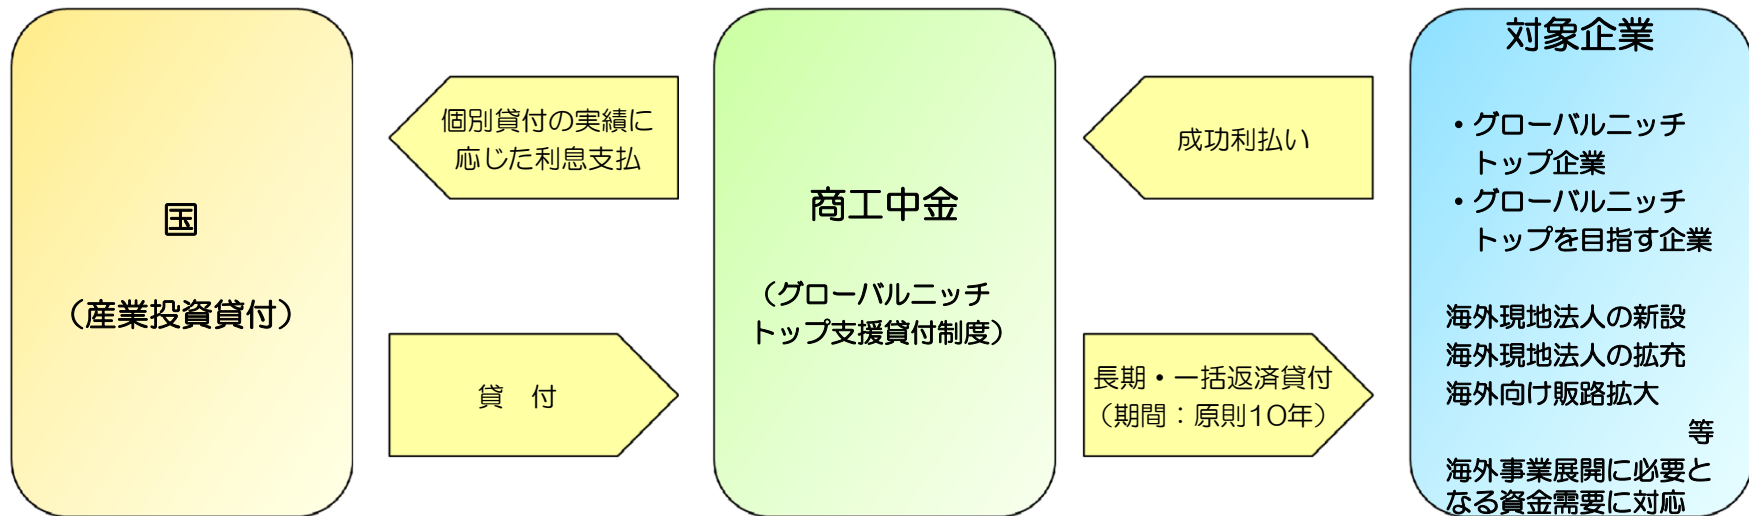 国
（産業投資貸付）
個別貸付の実績に
応じた利息支払
貸　付
商工中金
（グローバルニッチ
トップ支援貸付制度）
成功利払い
長期・一括返済貸付
（期間：原則10年）
対象企業
・グローバルニッチ
トップ企業
・グローバルニッチ
トップを目指す企業
海外現地法人の新設
海外現地法人の拡充
海外向け販路拡大
等
海外事業展開に必要と
なる資金需要に対応